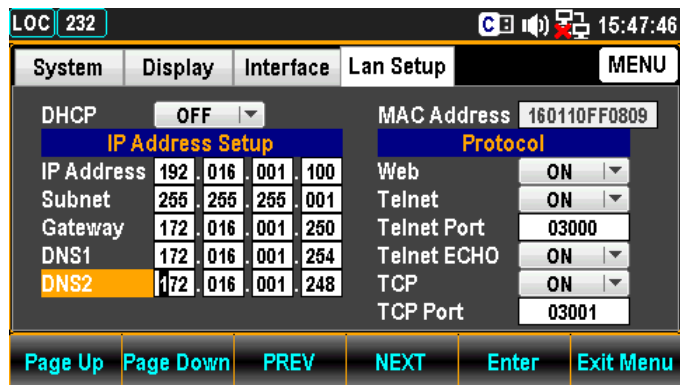 LOC 232 C 15:47:46
System Display Interface Lan Setup MENU
DHCP OFF MAC Address 160110FF0809
IP Address Setup Protocol
IP Address 192 . 016 . 001 . 100 Web ON
Subnet 255 . 255 . 255 . 001 Telnet ON
Gateway 172 . 016 . 001 . 250 Telnet Port 03000
DNS1 172 . 016 . 001 . 254 Telnet ECHO ON
DNS2 172 . 016 . 001 . 248 TCP ON
TCP Port 03001
Page Up Page Down PREV NEXT Enter Exit Menu